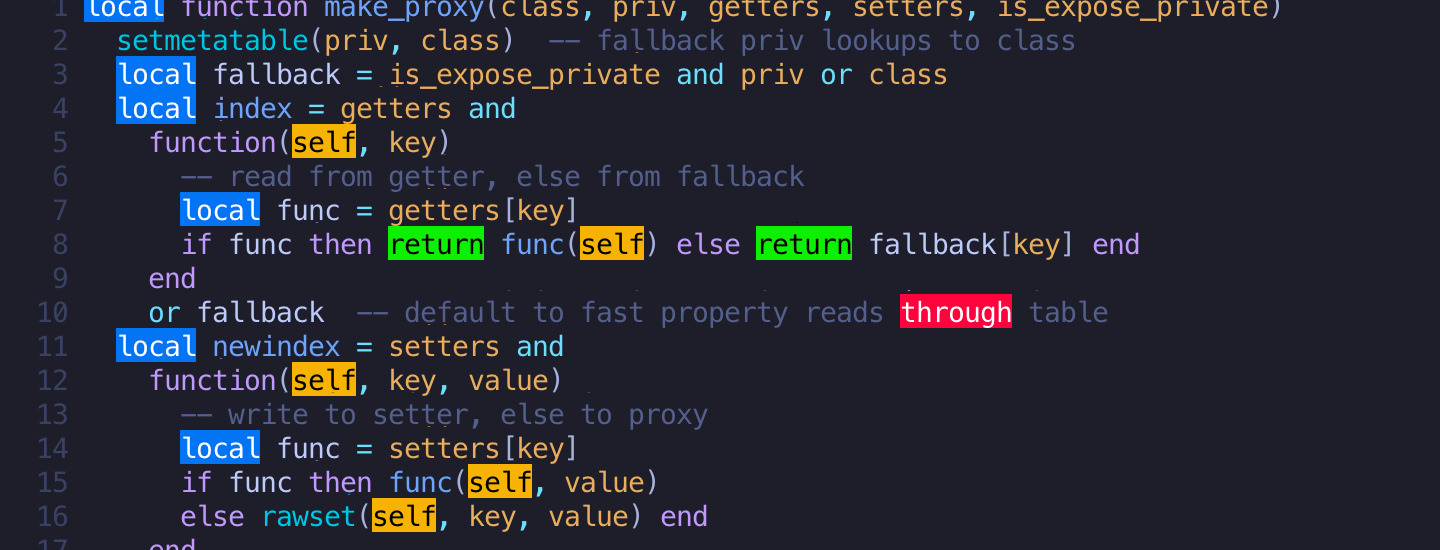 1 local function make_proxy(class, priv, getters, setters, is_expose_private)
2   setmetatable(priv, class)  -- fallback priv lookups to class
3   local fallback = is_expose_private and priv or class
4   local index = getters and
5     function(self, key)
6       -- read from getter, else from fallback
7       local func = getters[key]
8       if func then return func(self) else return fallback[key] end
9     end
10     or fallback  -- default to fast property reads through table
11   local newindex = setters and
12     function(self, key, value)
13       -- write to setter, else to proxy
14       local func = setters[key]
15       if func then func(self, value)
16       else rawset(self, key, value) end
17     end